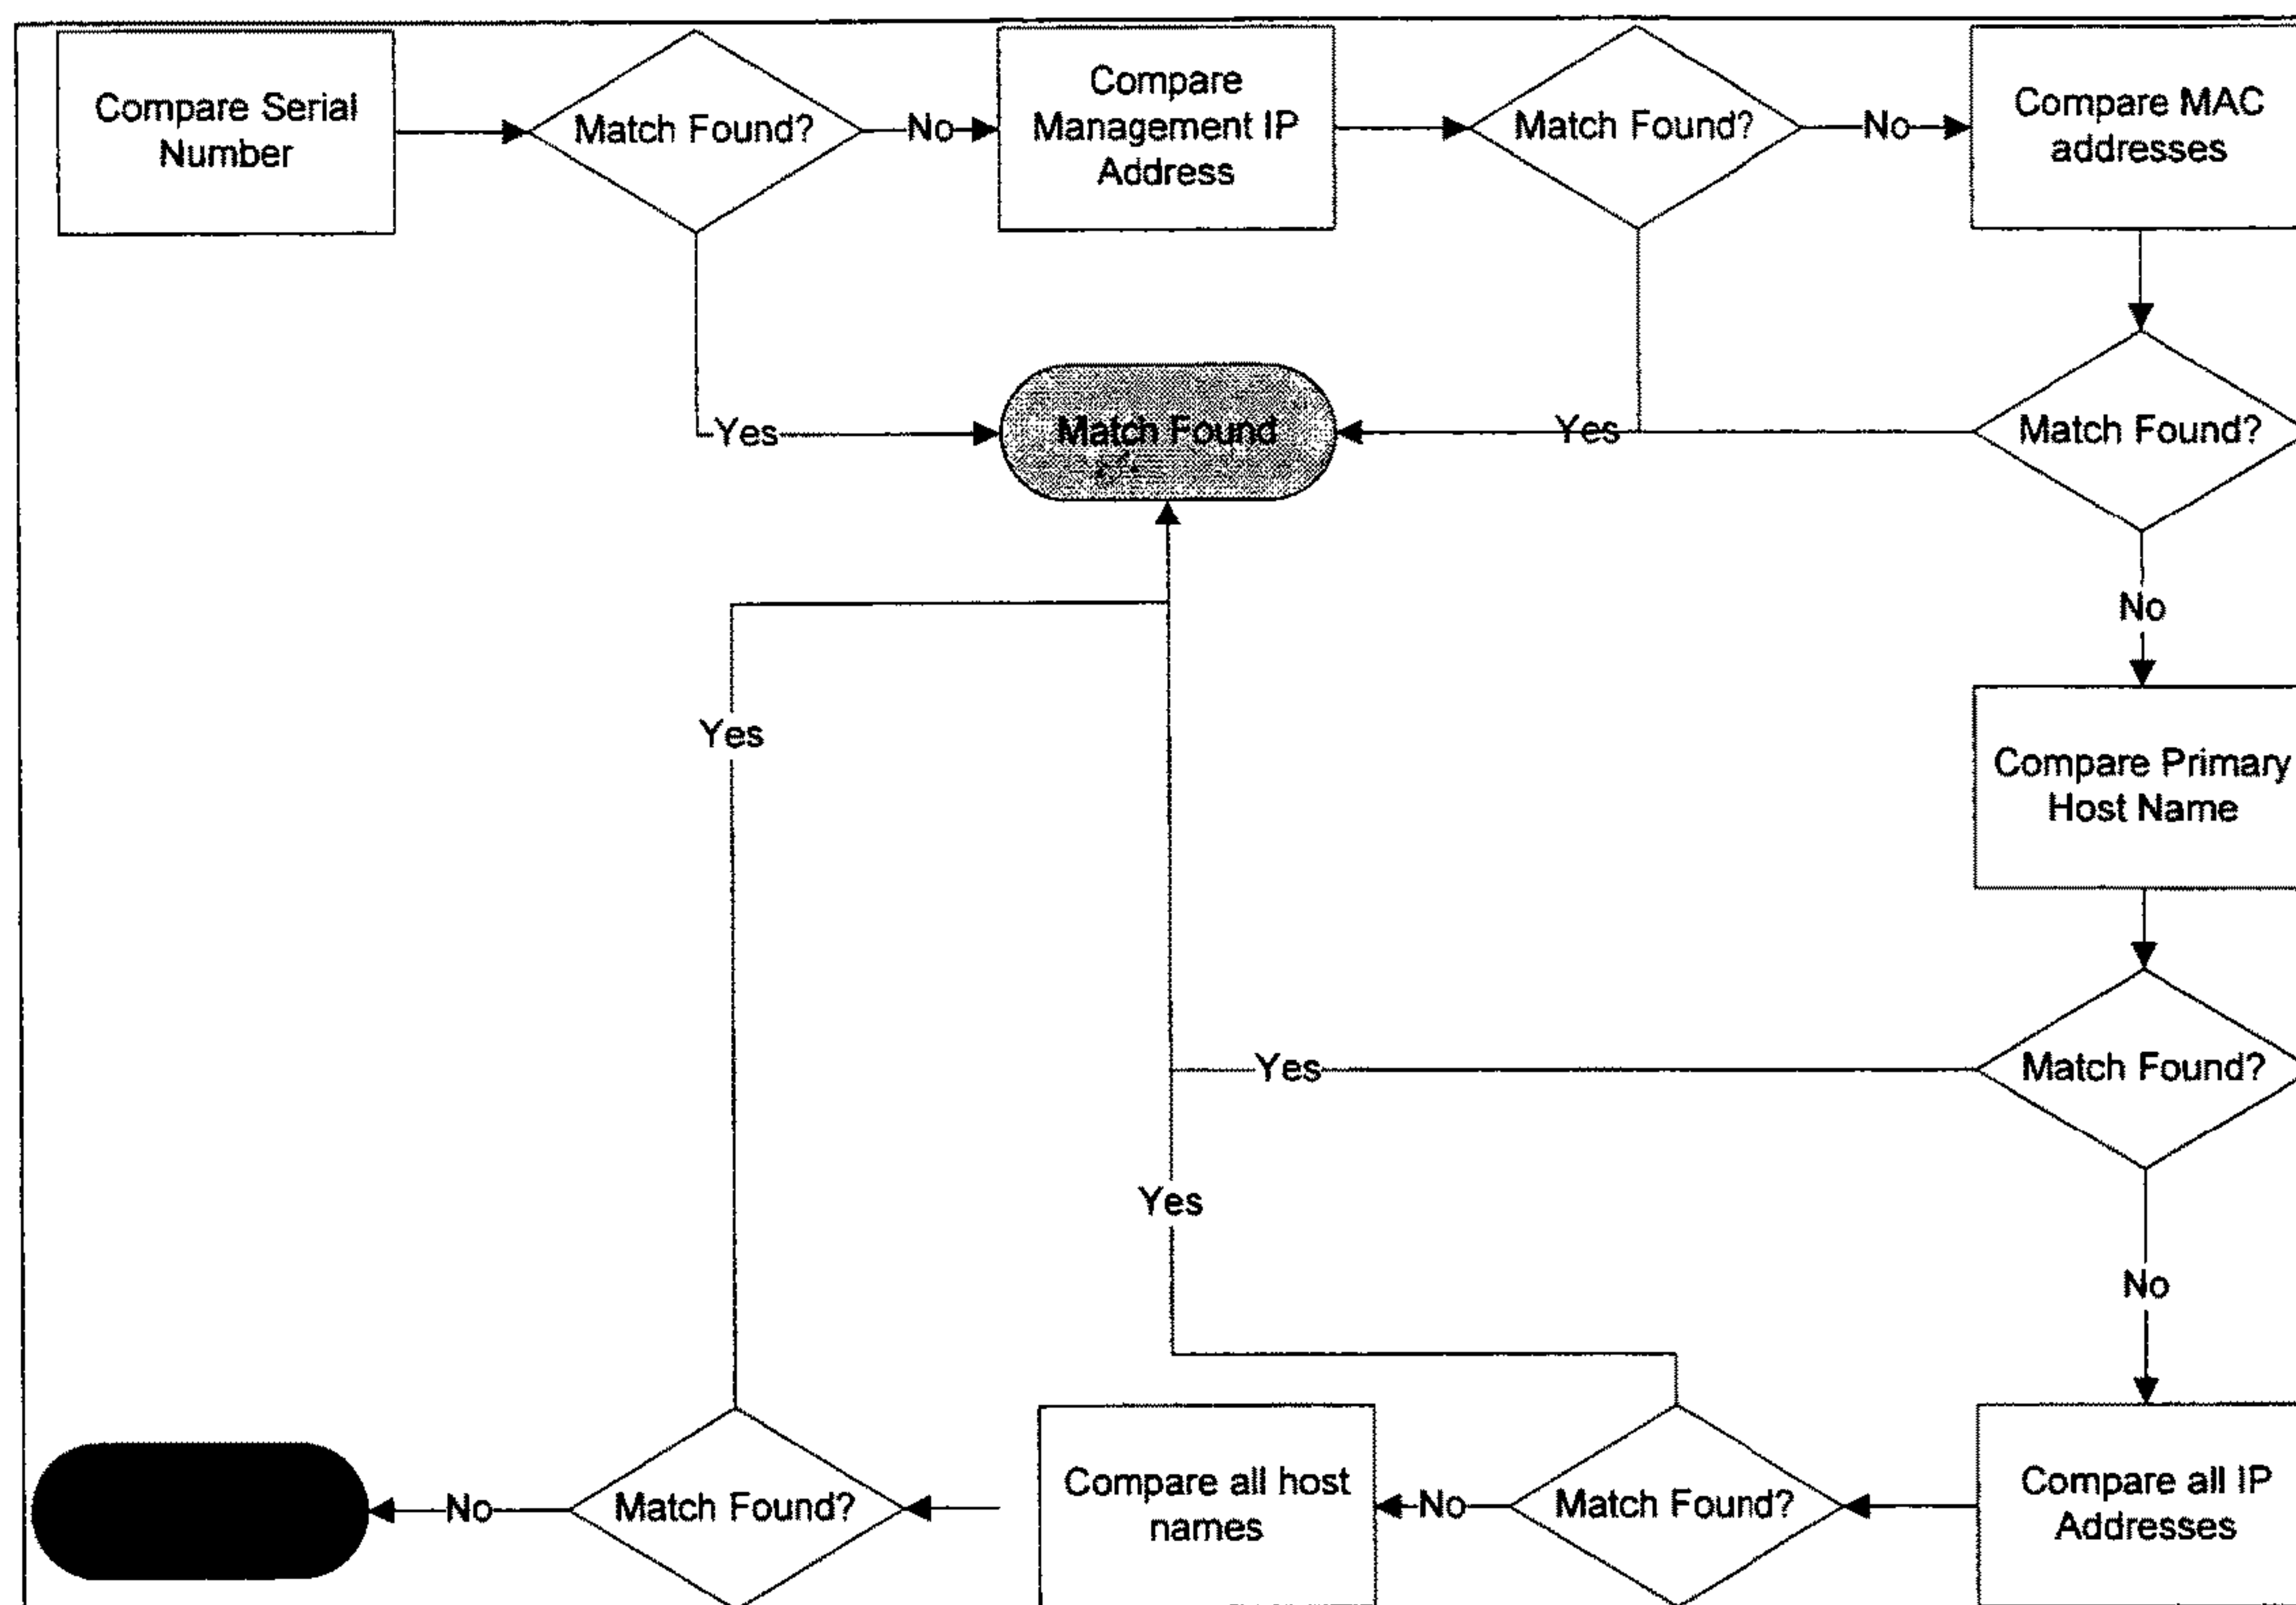 Compare Serial
Number
Match Found?
No
Compare
Management IP
Address
Match Found?
No
Compare MAC
addresses
Yes
Match Found
Yes
Match Found?
No
Yes
Compare Primary
Host Name
Yes
Match Found?
Yes
No
No
Match Found?
Compare all host
names
No
Match Found?
Compare all IP
Addresses